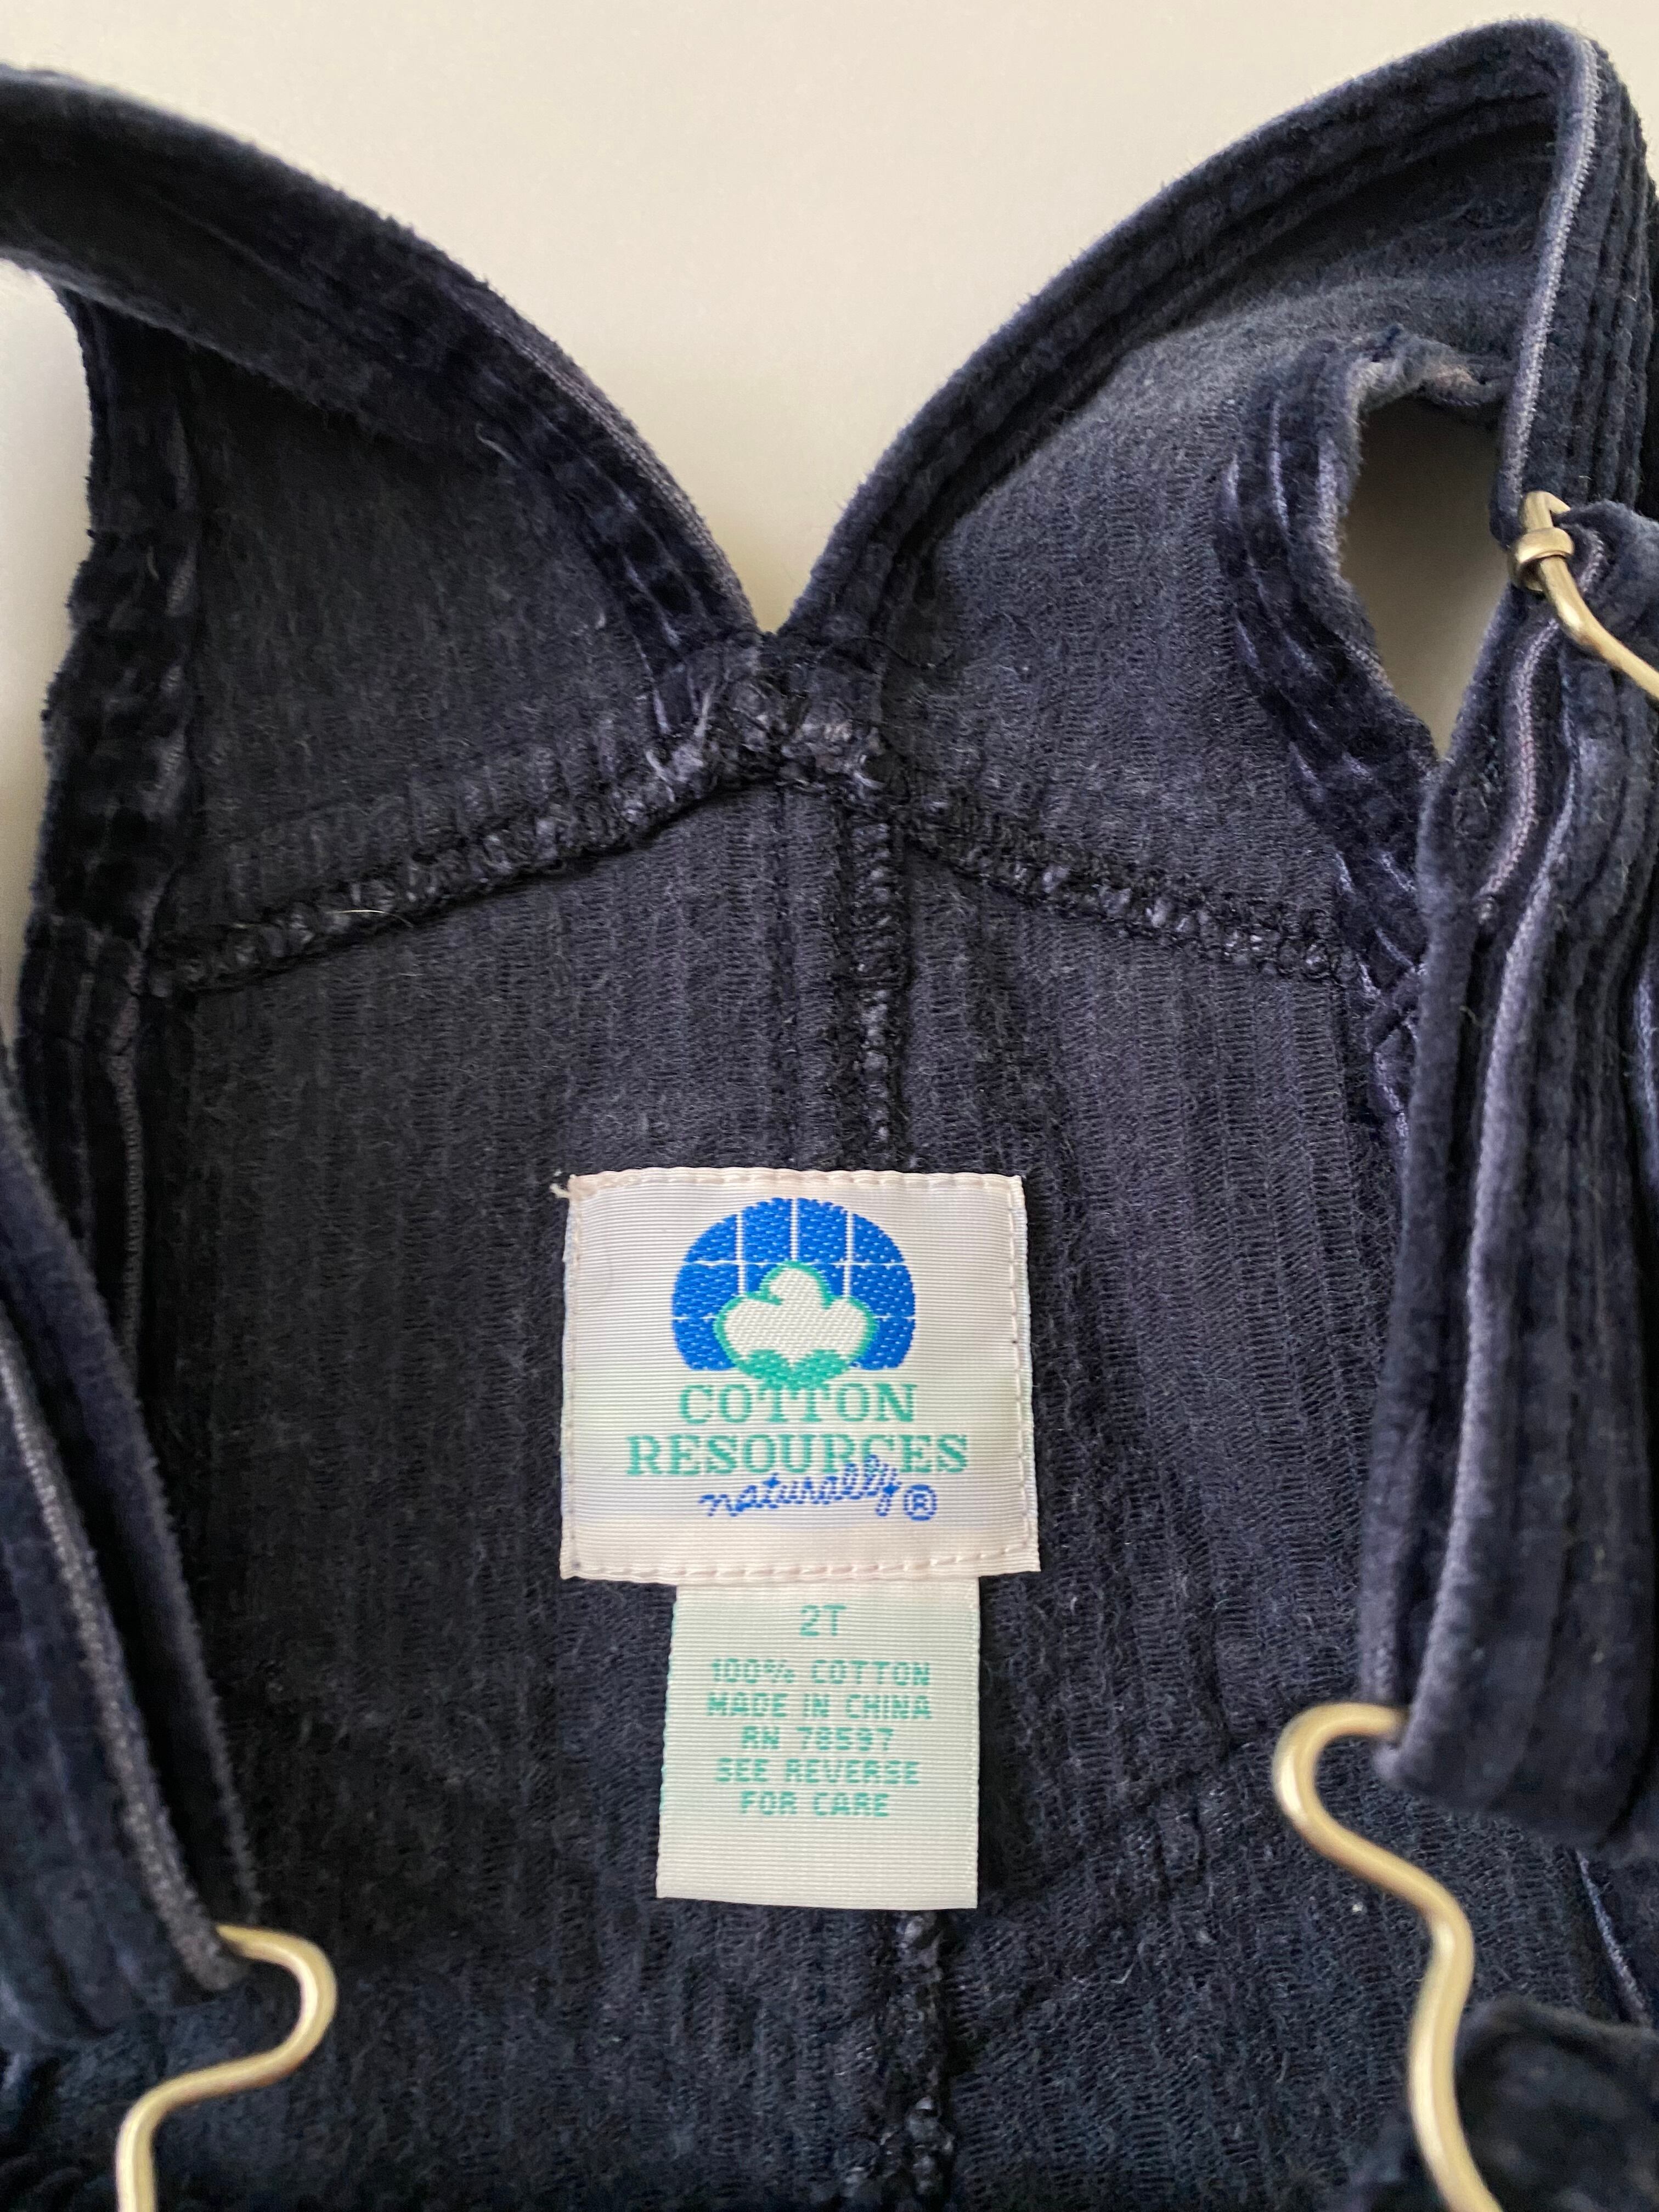 COTTON
RESOURCES
naturally®
2T
100% COTTON
MADE IN CHINA
RN 78597
SEE REVERSE
FOR CARE